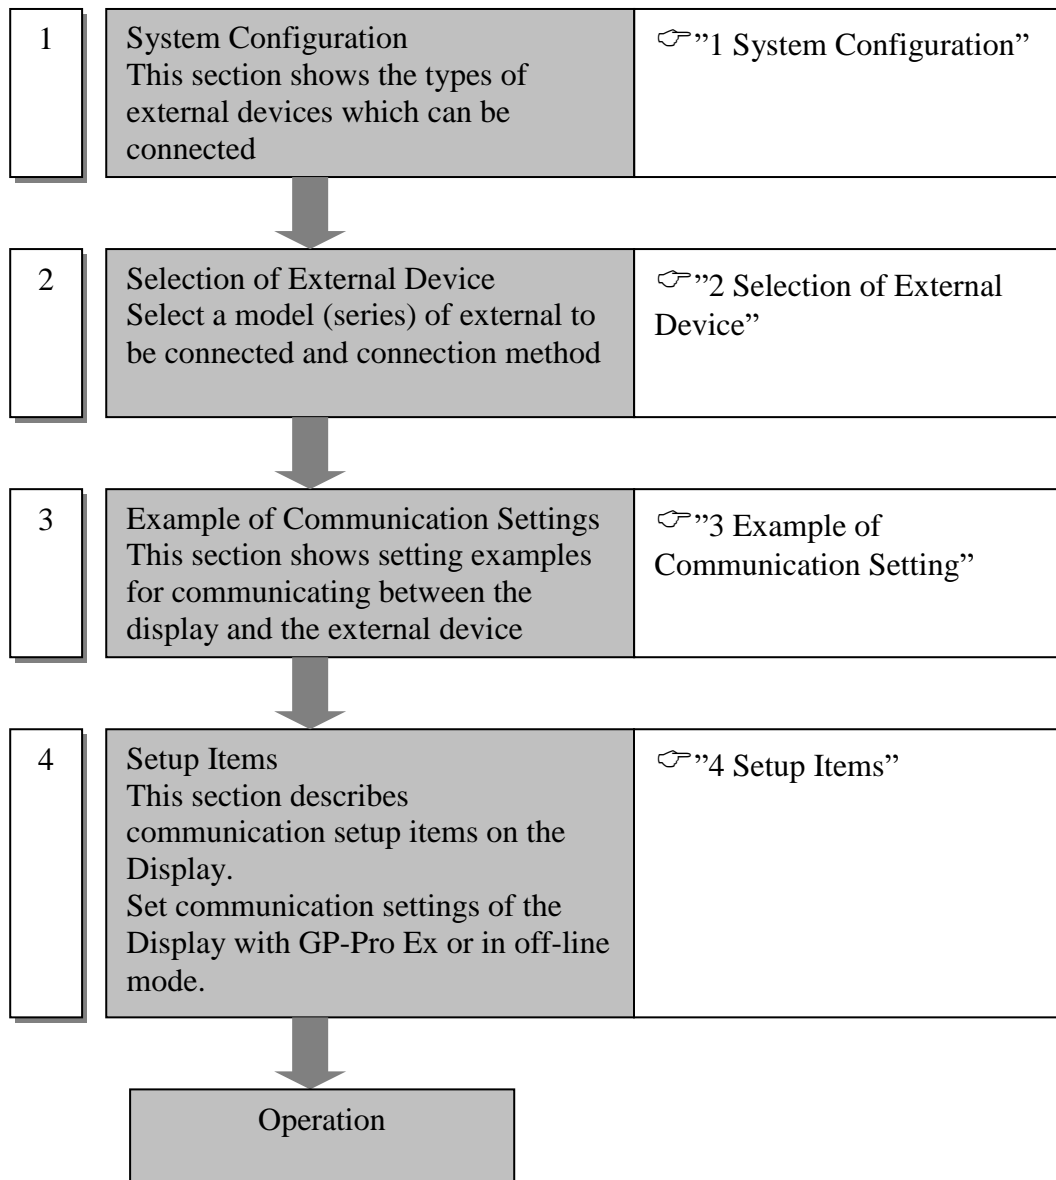 1
System Configuration
This section shows the types of
external devices which can be
connected
☞”1 System Configuration”
2
Selection of External Device
Select a model (series) of external to
be connected and connection method
☞”2 Selection of External
Device”
3
Example of Communication Settings
This section shows setting examples
for communicating between the
display and the external device
☞”3 Example of
Communication Setting”
4
Setup Items
This section describes
communication setup items on the
Display.
Set communication settings of the
Display with GP-Pro Ex or in off-line
mode.
☞”4 Setup Items”
Operation